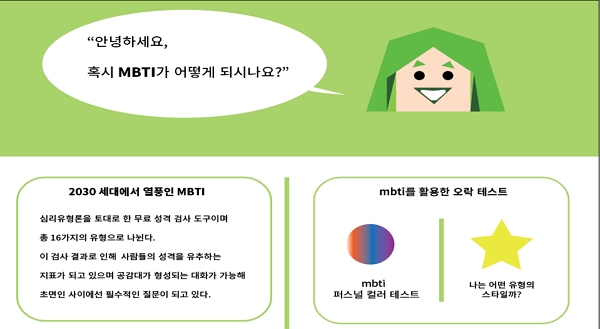 “안녕하세요,
혹시 MBTI가 어떻게 되시나요?”
2030 세대에서 열풍인 MBTI
심리유형론을 토대로 한 무료 성격 검사 도구이며
총 16가지의 유형으로 나뉜다.
이 검사 결과로 인해 사람들의 성격을 유추하는
지표가 되고 있으며 공감대가 형성되는 대화가 가능해
초면인 사이에선 필수적인 질문이 되고 있다.
mbti를 활용한 오락 테스트
mbti
퍼스널 컬러 테스트
나는 어떤 유형의
스타일까?